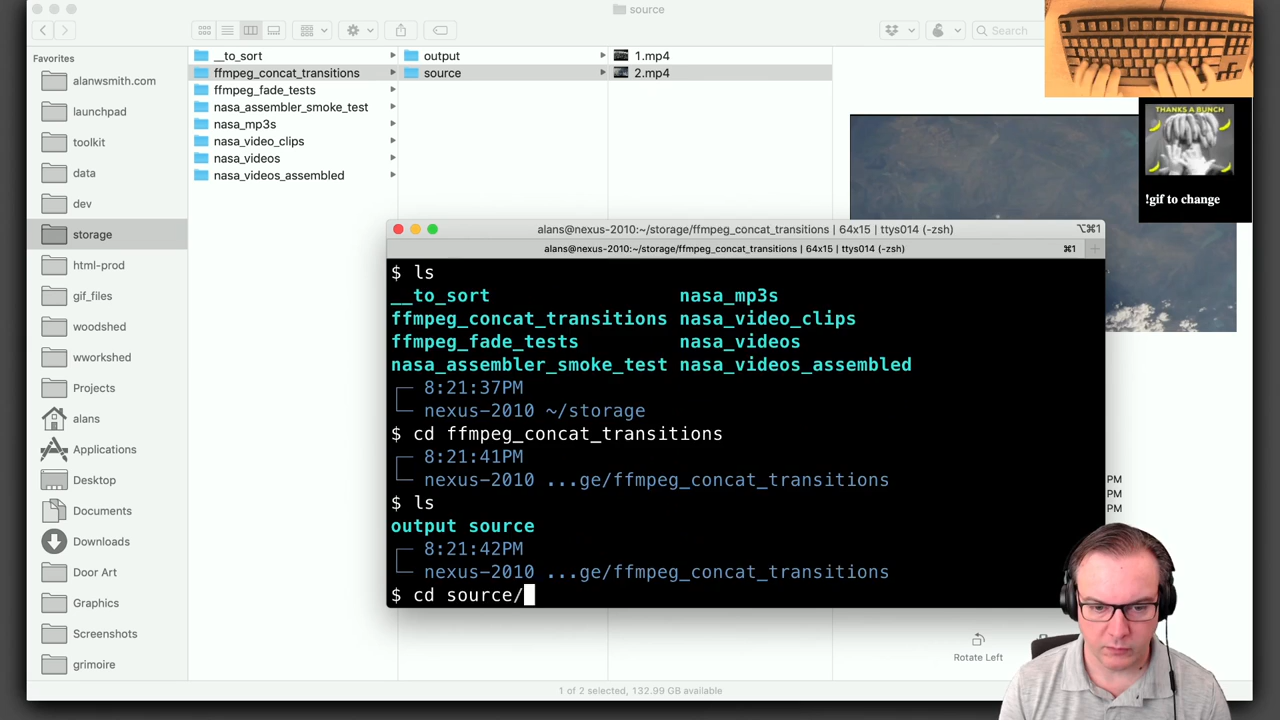 source
Search
Favorites
alanwsmith.com
launchpad
toolkit
data
dev
storage
html-prod
gif_files
woodshed
wworkshed
Projects
alans
Applications
Desktop
Documents
Downloads
Door Art
Graphics
Screenshots
grimoire
__to_sort
ffmpeg_concat_transitions
ffmpeg_fade_tests
nasa_assembler_smoke_test
nasa_mp3s
nasa_video_clips
nasa_videos
nasa_videos_assembled
output
source
1.mp4
2.mp4
THANKS A BUNCH
!gif to change
alans@nexus-2010:~/storage/ffmpeg_concat_transitions | 64x15 | ttys014 (-zsh)
⌥⌘1
alans@nexus-2010:~/storage/ffmpeg_concat_transitions | 64x15 | ttys014 (-zsh)
⌘1
$ ls
__to_sort nasa_mp3s
ffmpeg_concat_transitions nasa_video_clips
ffmpeg_fade_tests nasa_videos
nasa_assembler_smoke_test nasa_videos_assembled
8:21:37PM
nexus-2010 ~/storage
$ cd ffmpeg_concat_transitions
8:21:41PM
nexus-2010 ...ge/ffmpeg_concat_transitions
$ ls
output source
8:21:42PM
nexus-2010 ...ge/ffmpeg_concat_transitions
$ cd source/
PM
PM
PM
Rotate Left
1 of 2 selected, 132.99 GB available